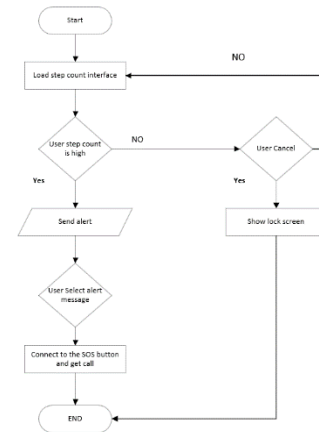 Start
Load step count interface
NO
User step count
is high
NO
User Cancel
Yes
Yes
Send alert
Show lock screen
User Select alert
message
Connect to the SOS button
and get call
END